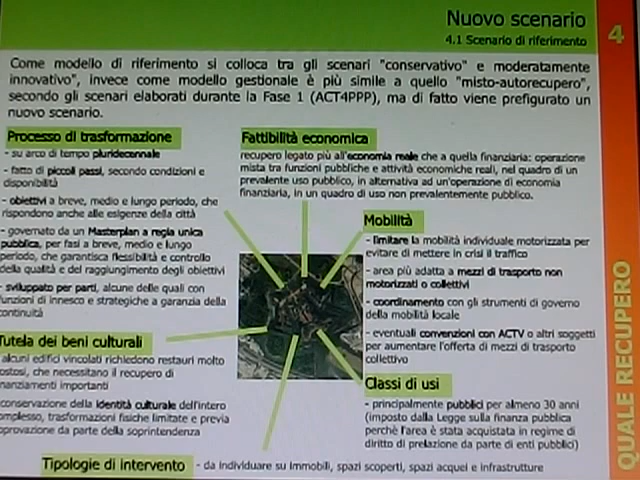 Nuovo scenario
4.1 Scenario di riferimento
4
Come modello di riferimento si colloca tra gli scenari "conservativo" e moderatamente
innovativo", invece come modello gestionale è più simile a quello "misto-autorecupero",
secondo gli scenari elaborati durante la Fase 1 (ACT4PPP), ma di fatto viene prefigurato un
nuovo scenario.
Processo di trasformazione
- su arco di tempo pluridecennale
- fatto di piccoli passi, secondo condizioni e
disponibilità
- obiettivi a breve, medio e lungo periodo, che
rispondono anche alle esigenze della città
- governato da un Masterplan a regia unica
pubblica, per fasi a breve, medio e lungo
periodo, che garantisca flessibilità e controllo
della qualità e del raggiungimento degli obiettivi
- sviluppato per parti, alcune delle quali con
funzioni di innesco e strategiche a garanzia della
continuità
Fattibilità economica
recupero legato più all'economia reale che a quella finanziaria: operazione
mista tra funzioni pubbliche e attività economiche reali, nel quadro di un
prevalente uso pubblico, in alternativa ad un'operazione di economia
finanziaria, in un quadro di uso non prevalentemente pubblico.
Mobilità
- limitare la mobilità individuale motorizzata per
evitare di mettere in crisi il traffico
- area più adatta a mezzi di trasporto non
motorizzati o collettivi
- coordinamento con gli strumenti di governo
della mobilità locale
- eventuali convenzioni con ACTV o altri soggetti
per aumentare l'offerta di mezzi di trasporto
collettivo
Tutela dei beni culturali
alcuni edifici vincolati richiedono restauri molto
ostosi, che necessitano il recupero di
nanziamenti importanti
conservazione della identità culturale dell'intero
omplesso, trasformazioni fisiche limitate e previa
pprovazione da parte della soprintendenza
Classi di usi
- principalmente pubblici per almeno 30 anni
(imposto dalla Legge sulla finanza pubblica
perchè l'area è stata acquistata in regime di
diritto di prelazione da parte di enti pubblici)
Tipologie di intervento - da individuare su immobili, spazi scoperti, spazi acquei e infrastrutture
QUALE RECUPERO